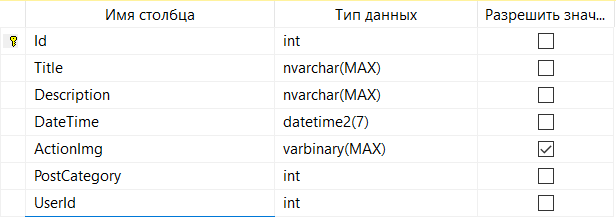 Имя столбца Тип данных Разрешить знач...
Id int
Title nvarchar(MAX)
Description nvarchar(MAX)
DateTime datetime2(7)
ActionImg varbinary(MAX)
PostCategory int
UserId int